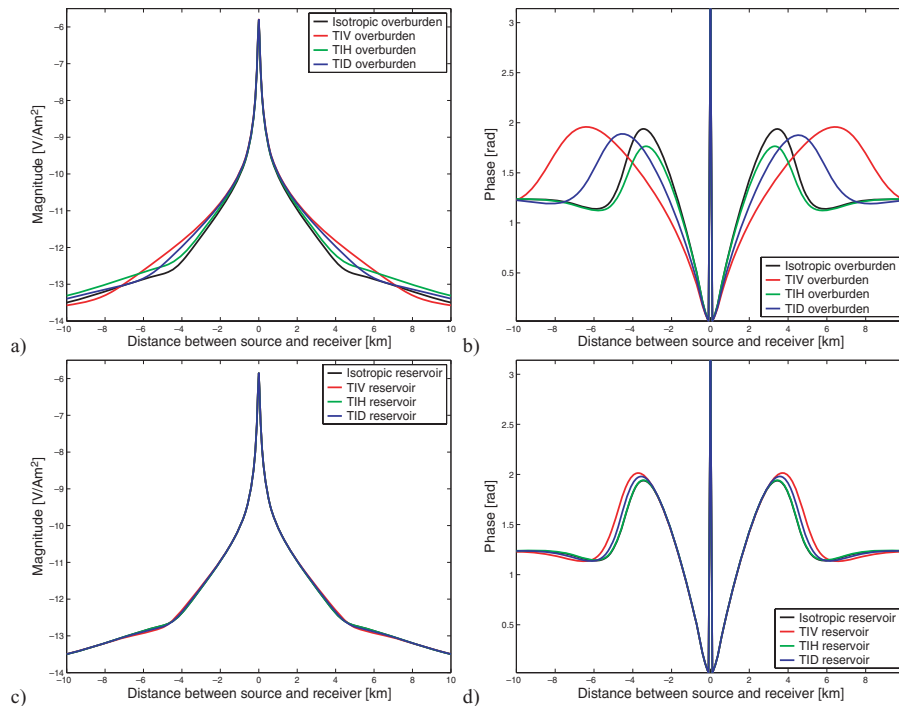 −6
−7
−8
−9
−10
−11
−12
−13
−14
Magnitude [V/Am²]
Isotropic overburden
TIV overburden
TIH overburden
TID overburden
−10 −8 −6 −4 −2 0 2 4 6 8 10
Distance between source and receiver [km]
a)
3
2.5
2
1.5
1
0.5
Phase [rad]
Isotropic overburden
TIV overburden
TIH overburden
TID overburden
−10 −8 −6 −4 −2 0 2 4 6 8
Distance between source and receiver [km]
b)
−6
−7
−8
−9
−10
−11
−12
−13
−14
Magnitude [V/Am²]
Isotropic reservoir
TIV reservoir
TIH reservoir
TID reservoir
−10 −8 −6 −4 −2 0 2 4 6 8 10
Distance between source and receiver [km]
c)
3
2.5
2
1.5
1
0.5
Phase [rad]
Isotropic reservoir
TIV reservoir
TIH reservoir
TID reservoir
−10 −8 −6 −4 −2 0 2 4 6 8
Distance between source and receiver [km]
d)